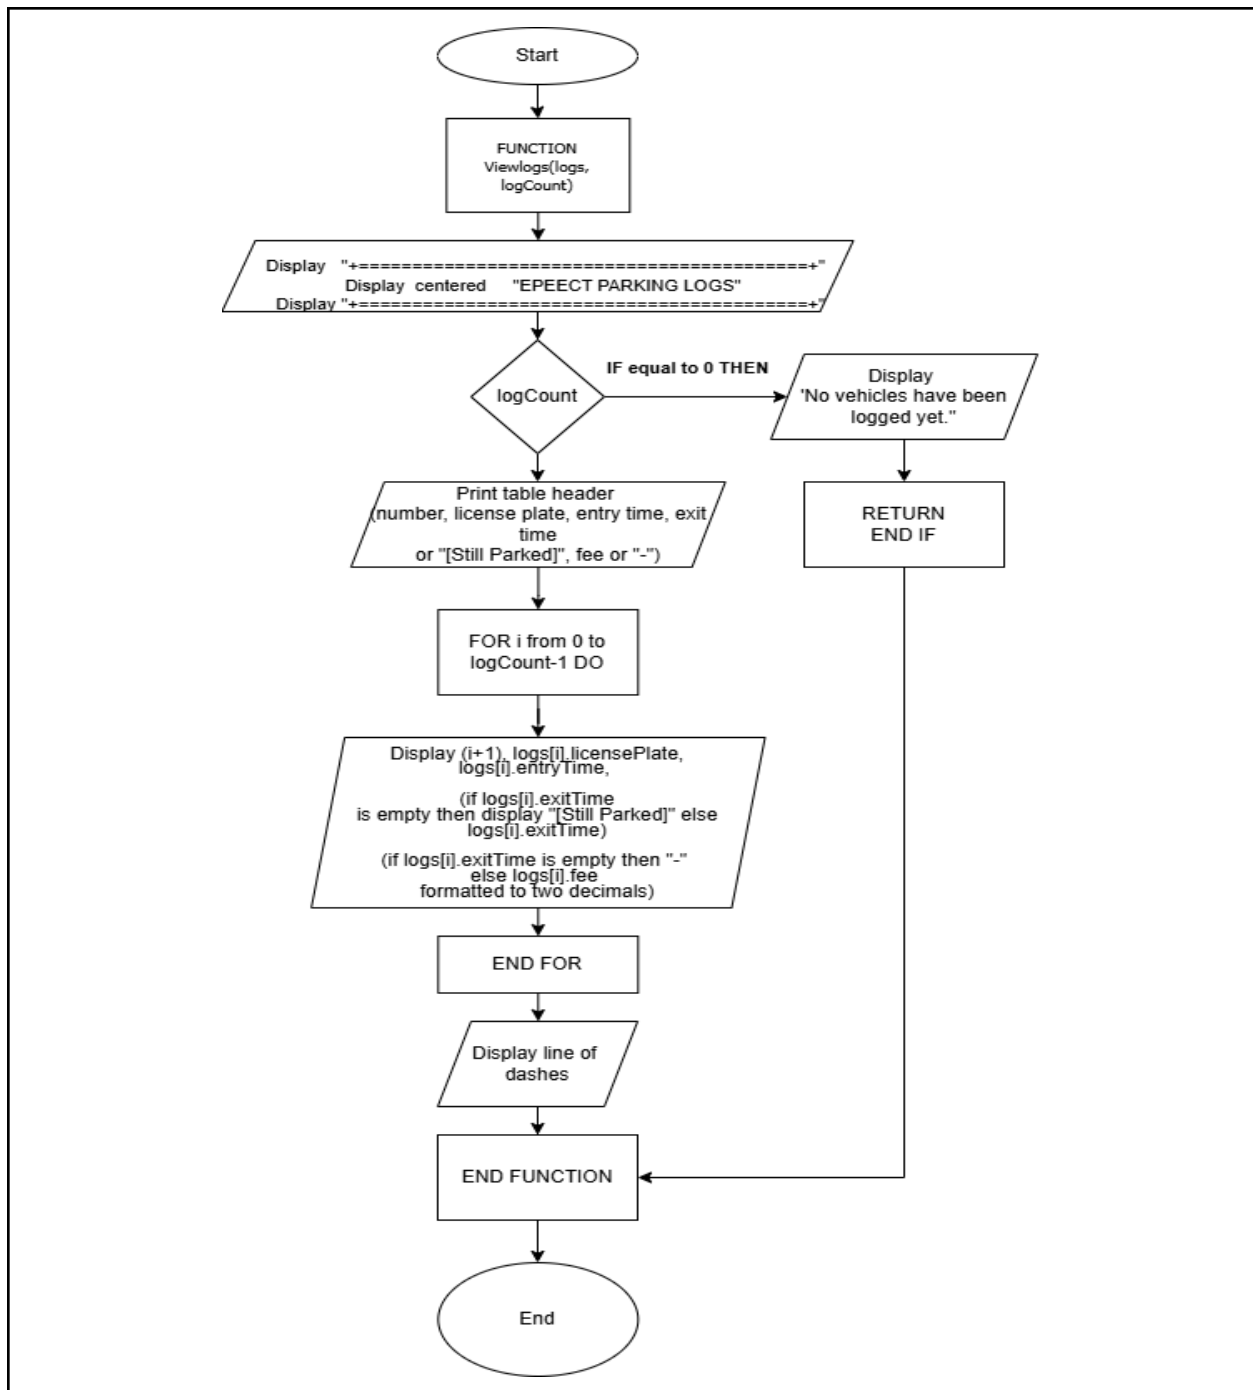 Start
FUNCTION
Viewlogs(logs,
logCount)
Display "+==========================================+"
Display centered "EPEECT PARKING LOGS"
Display "+==========================================+"
logCount
IF equal to 0 THEN
Display
'No vehicles have been
logged yet."
RETURN
END IF
Print table header
(number, license plate, entry time, exit
time
or "[Still Parked]", fee or "-")
FOR i from 0 to
logCount-1 DO
Display (i+1), logs[i].licensePlate,
logs[i].entryTime,
(if logs[i].exitTime
is empty then display "[Still Parked]" else
logs[i].exitTime)
(if logs[i].exitTime is empty then "-"
else logs[i].fee
formatted to two decimals)
END FOR
Display line of
dashes
END FUNCTION
End